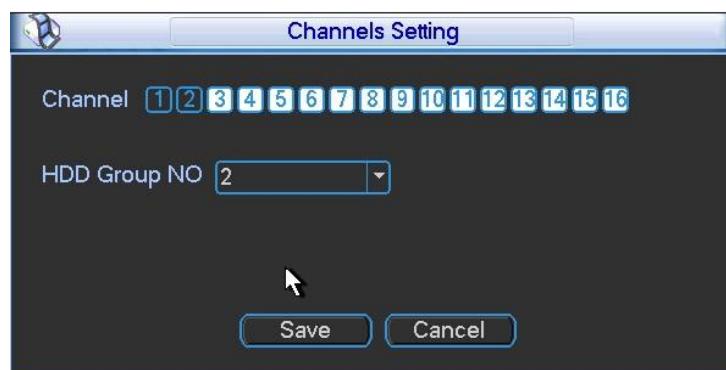 Channels Setting
Channel 1 2 3 4 5 6 7 8 9 10 11 12 13 14 15 16
HDD Group NO 2
Save Cancel